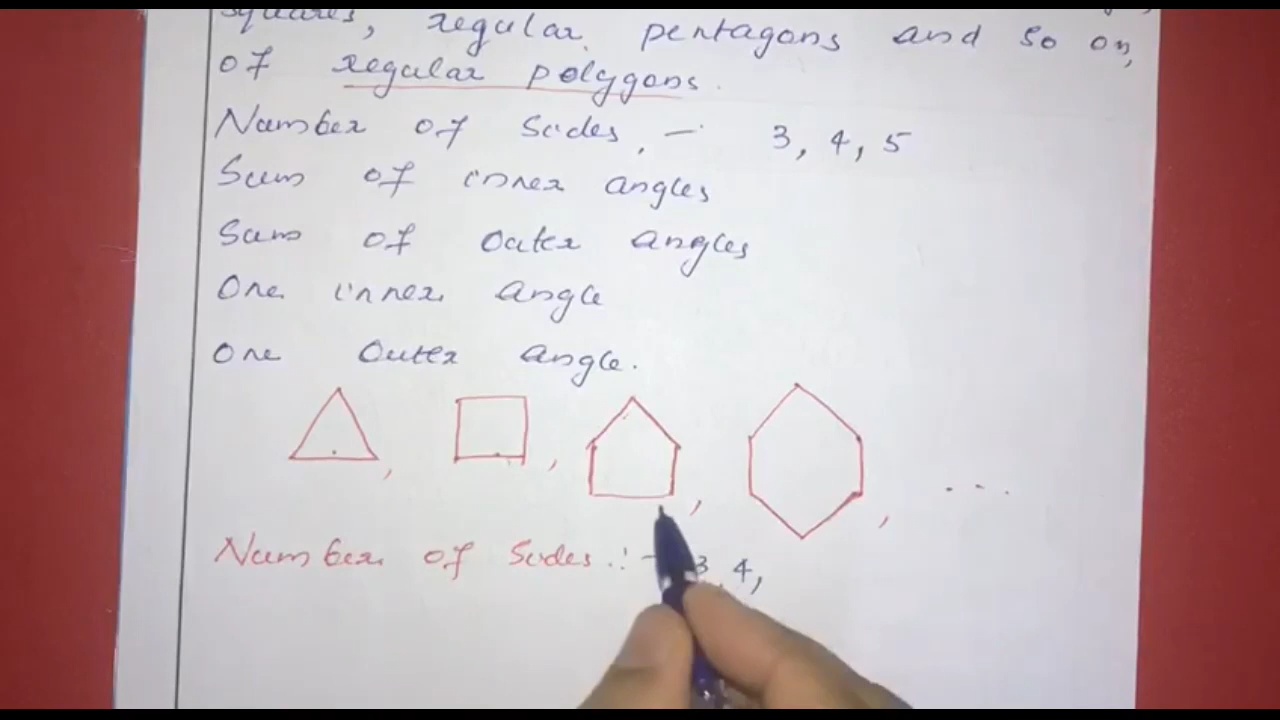 squares, regular pentagons and so on,
of regular polygons.
Number of Sides, - 3, 4, 5
Sum of inner angles
Sum of Outer angles
One inner angle
One Outer angle.
, , , , ...
Number of Sides :- 3, 4,